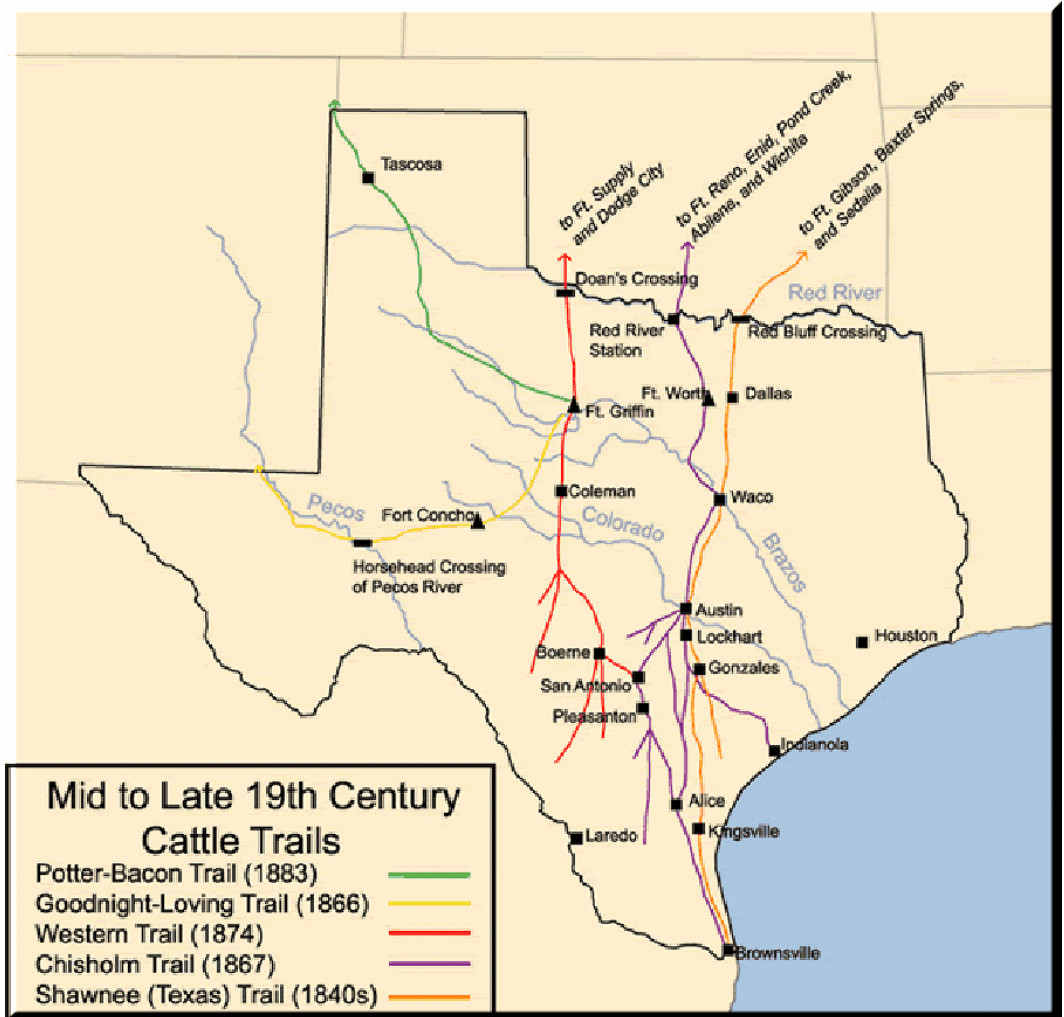 to Ft. Supply
and Dodge City
to Ft. Reno, Enid, Pond Creek,
Abilene, and Wichita
to Ft. Gibson, Baxter Springs,
and Sedalia
Tascosa
Doan's Crossing
Red River
Red River
Station
Red Bluff Crossing
Ft. Worth
Dallas
Ft. Griffin
Coleman
Waco
Pecos
Fort Concho
Colorado
Brazos
Horsehead Crossing
of Pecos River
Austin
Lockhart
Houston
Boerne
Gonzales
San Antonio
Pleasanton
Indianola
Alice
Laredo
Kingsville
Brownsville
Mid to Late 19th Century
Cattle Trails
Potter-Bacon Trail (1883)
Goodnight-Loving Trail (1866)
Western Trail (1874)
Chisholm Trail (1867)
Shawnee (Texas) Trail (1840s)